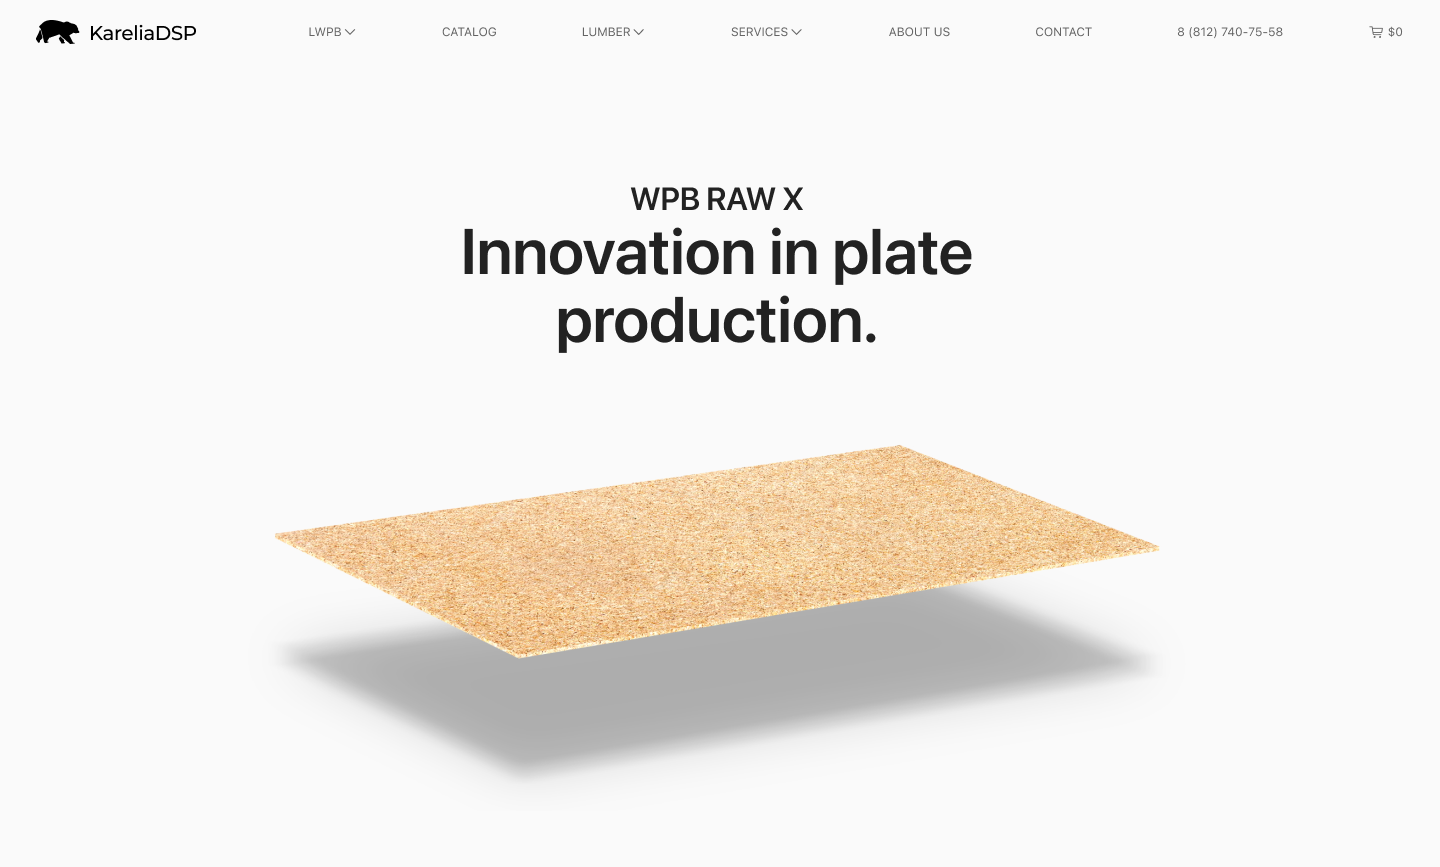 KareliaDSP
LWPB
CATALOG
LUMBER
SERVICES
ABOUT US
CONTACT
8 (812) 740-75-58
$0
WPB RAW X
Innovation in plate
production.